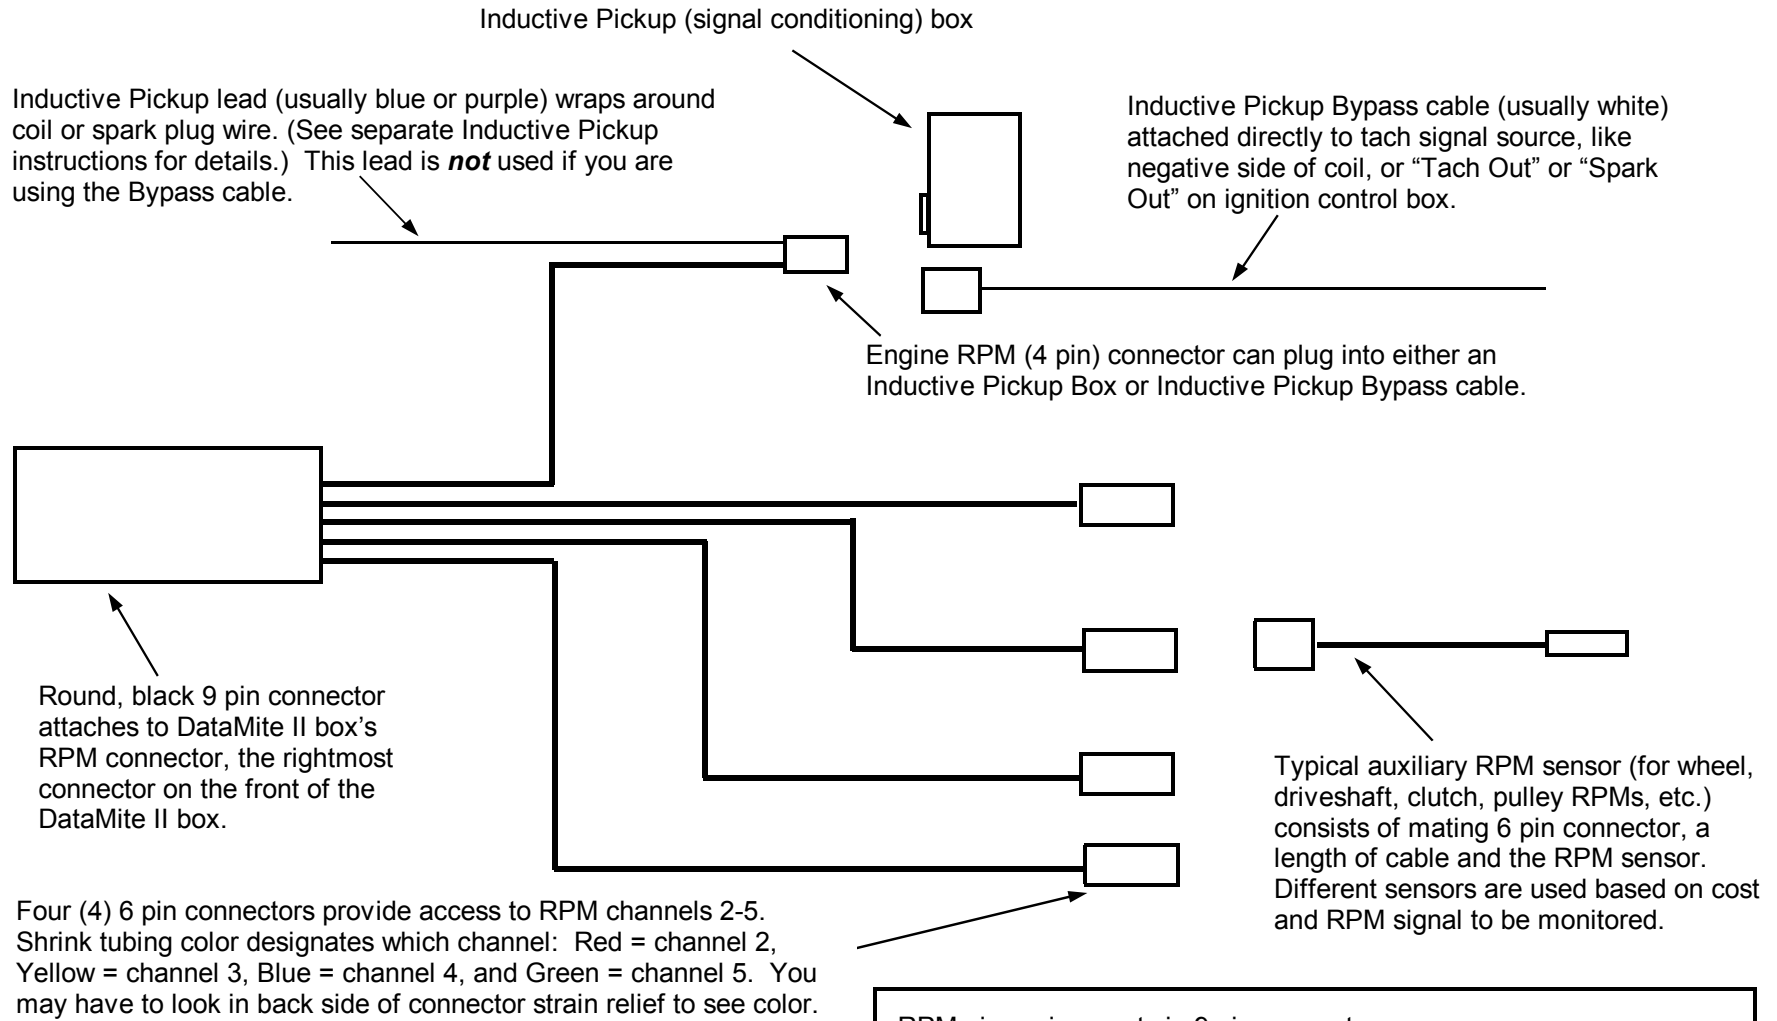 Inductive Pickup (signal conditioning) box
Inductive Pickup lead (usually blue or purple) wraps around
coil or spark plug wire. (See separate Inductive Pickup
instructions for details.)  This lead is not used if you are
using the Bypass cable.
Inductive Pickup Bypass cable (usually white)
attached directly to tach signal source, like
negative side of coil, or “Tach Out” or “Spark
Out” on ignition control box.
Engine RPM (4 pin) connector can plug into either an
Inductive Pickup Box or Inductive Pickup Bypass cable.
Round, black 9 pin connector
attaches to DataMite II box’s
RPM connector, the rightmost
connector on the front of the
DataMite II box.
Typical auxiliary RPM sensor (for wheel,
driveshaft, clutch, pulley RPMs, etc.)
consists of mating 6 pin connector, a
length of cable and the RPM sensor.
Different sensors are used based on cost
and RPM signal to be monitored.
Four (4) 6 pin connectors provide access to RPM channels 2-5.
Shrink tubing color designates which channel:  Red = channel 2,
Yellow = channel 3, Blue = channel 4, and Green = channel 5.  You
may have to look in back side of connector strain relief to see color.